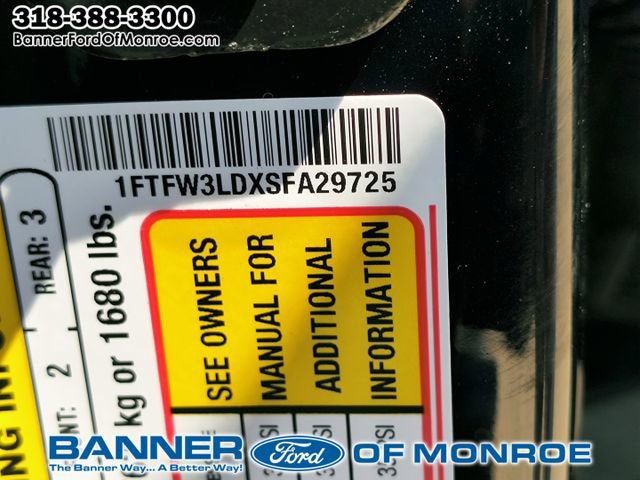 318-388-3300
BannerFordOfMonroe.com
1FTFW3LDXSFA29725
SEE OWNERS
MANUAL FOR
ADDITIONAL
INFORMATION
REAR: 3
2
kg or 1680 lbs.
BANNER Ford OF MONROE
The Banner Way... A Better Way!